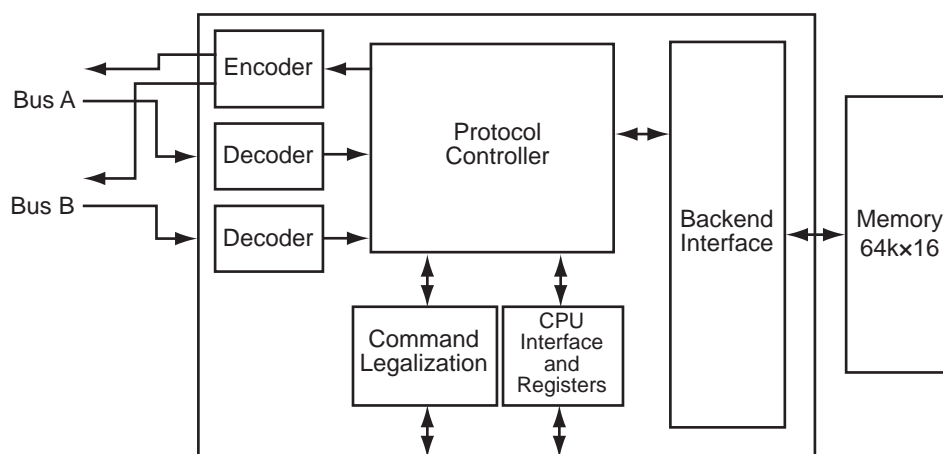 Encoder
Bus A
Decoder
Protocol
Controller
Bus B
Decoder
Backend
Interface
Memory
64k×16
Command
Legalization
CPU
Interface
and
Registers